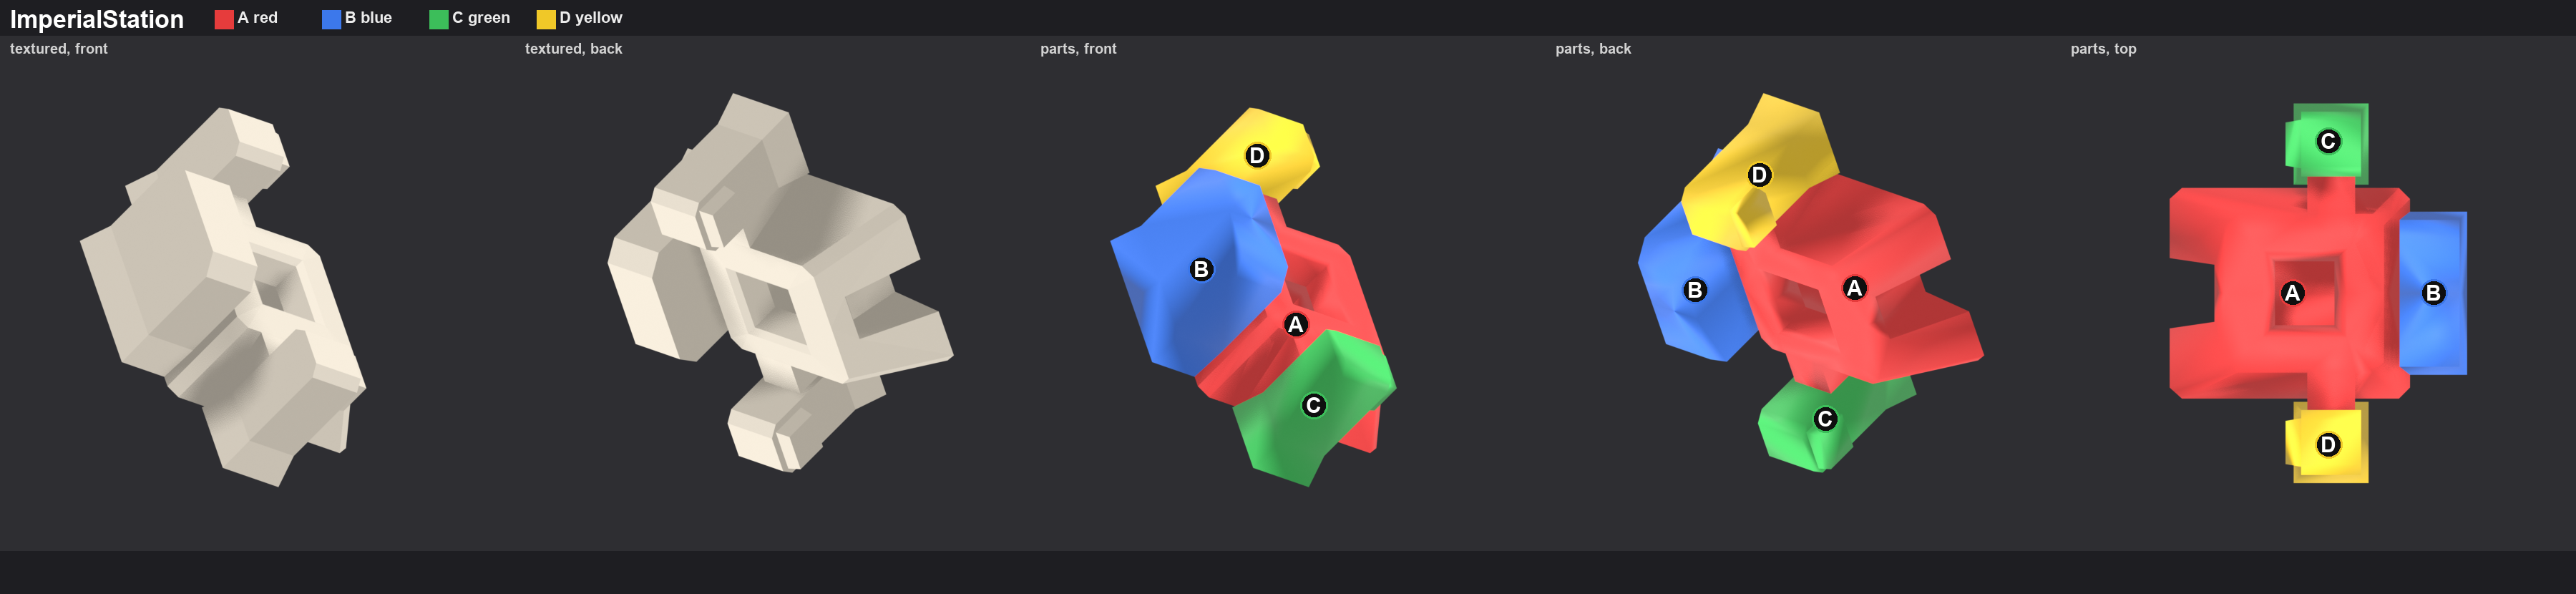 ImperialStation A red B blue C green D yellow
textured, front textured, back parts, front parts, back parts, top
D B A C
D B A C
C A B D